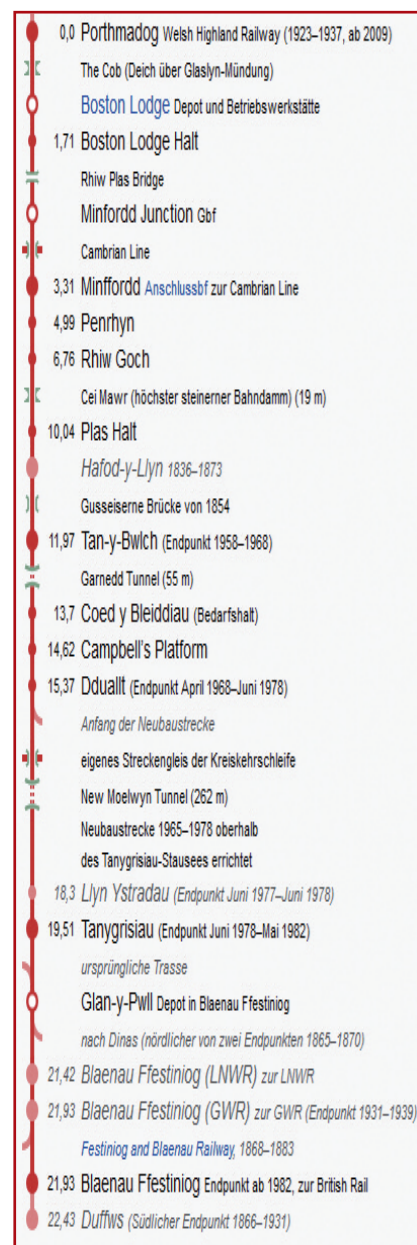 0,0 Porthmadog Welsh Highland Railway (1923–1937, ab 2009)
The Cob (Deich über Glaslyn-Mündung)
Boston Lodge Depot und Betriebswerkstätte
1,71 Boston Lodge Halt
Rhiw Plas Bridge
Minfordd Junction Gbf
Cambrian Line
3,31 Minffordd Anschlussbf zur Cambrian Line
4,99 Penrhyn
6,76 Rhiw Goch
Cei Mawr (höchster steinerner Bahndamm) (19 m)
10,04 Plas Halt
Hafod-y-Llyn 1836–1873
Gusseiserne Brücke von 1854
11,97 Tan-y-Bwlch (Endpunkt 1958–1968)
Garnedd Tunnel (55 m)
13,7 Coed y Bleiddiau (Bedarfshalt)
14,62 Campbell's Platform
15,37 Dduallt (Endpunkt April 1968–Juni 1978)
Anfang der Neubaustrecke
eigenes Streckengleis der Kreiskehrschleife
New Moelwyn Tunnel (262 m)
Neubaustrecke 1965–1978 oberhalb
des Tanygrisiau-Stausees errichtet
18,3 Llyn Ystradau (Endpunkt Juni 1977–Juni 1978)
19,51 Tanygrisiau (Endpunkt Juni 1978–Mai 1982)
ursprüngliche Trasse
Glan-y-Pwll Depot in Blaenau Ffestiniog
nach Dinas (nördlicher von zwei Endpunkten 1865–1870)
21,42 Blaenau Ffestiniog (LNWR) zur LNWR
21,93 Blaenau Ffestiniog (GWR) zur GWR (Endpunkt 1931–1939)
Festiniog and Blaenau Railway, 1868–1883
21,93 Blaenau Ffestiniog Endpunkt ab 1982, zur British Rail
22,43 Duffws (Südlicher Endpunkt 1866–1931)